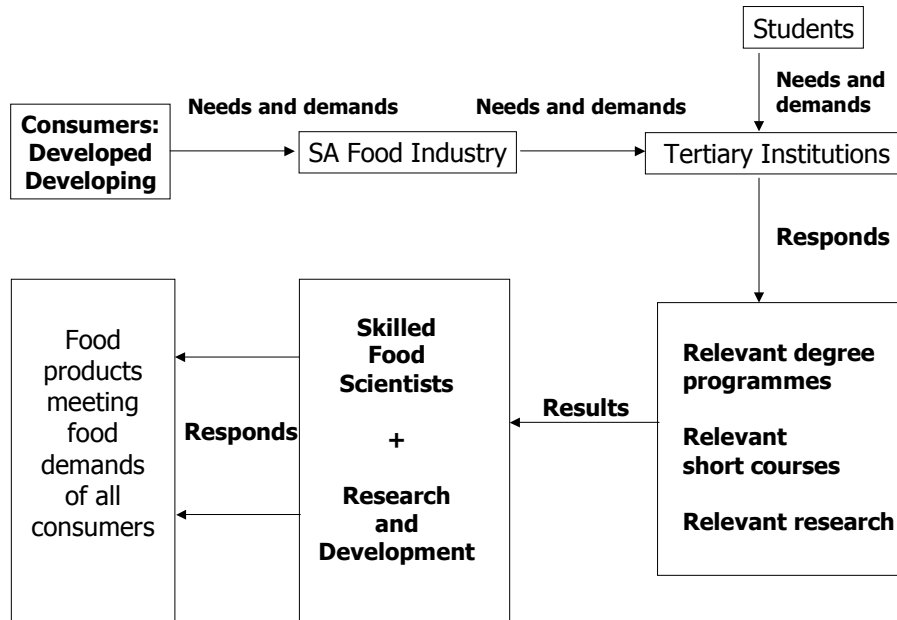 Students
Needs and
demands
Needs and demands
Needs and demands
Consumers:
Developed
Developing
SA Food Industry
Tertiary Institutions
Responds
Food
products
meeting
food
demands
of all
consumers
Responds
Skilled
Food
Scientists
+
Research
and
Development
Results
Relevant degree
programmes
Relevant
short courses
Relevant research